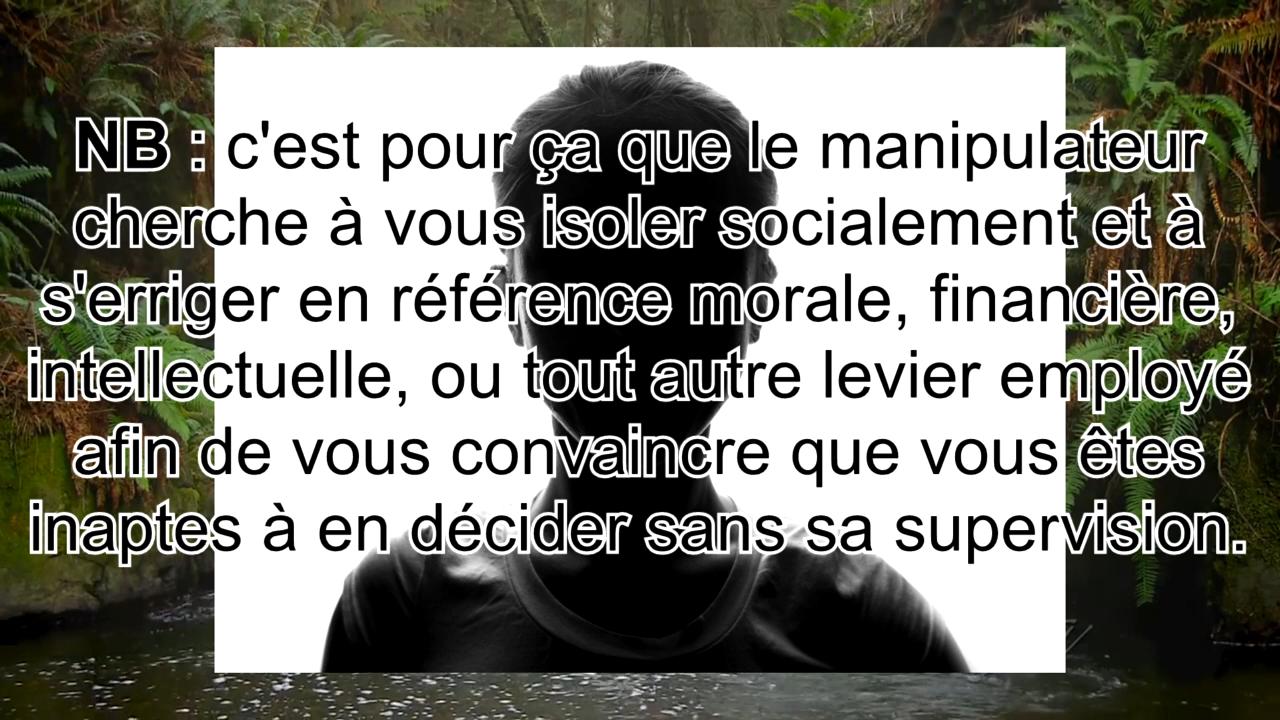 NB : c'est pour ça que le manipulateur
cherche à vous isoler socialement et à
s'erriger en référence morale, financière,
intellectuelle, ou tout autre levier employé
afin de vous convaincre que vous êtes
inaptes à en décider sans sa supervision.